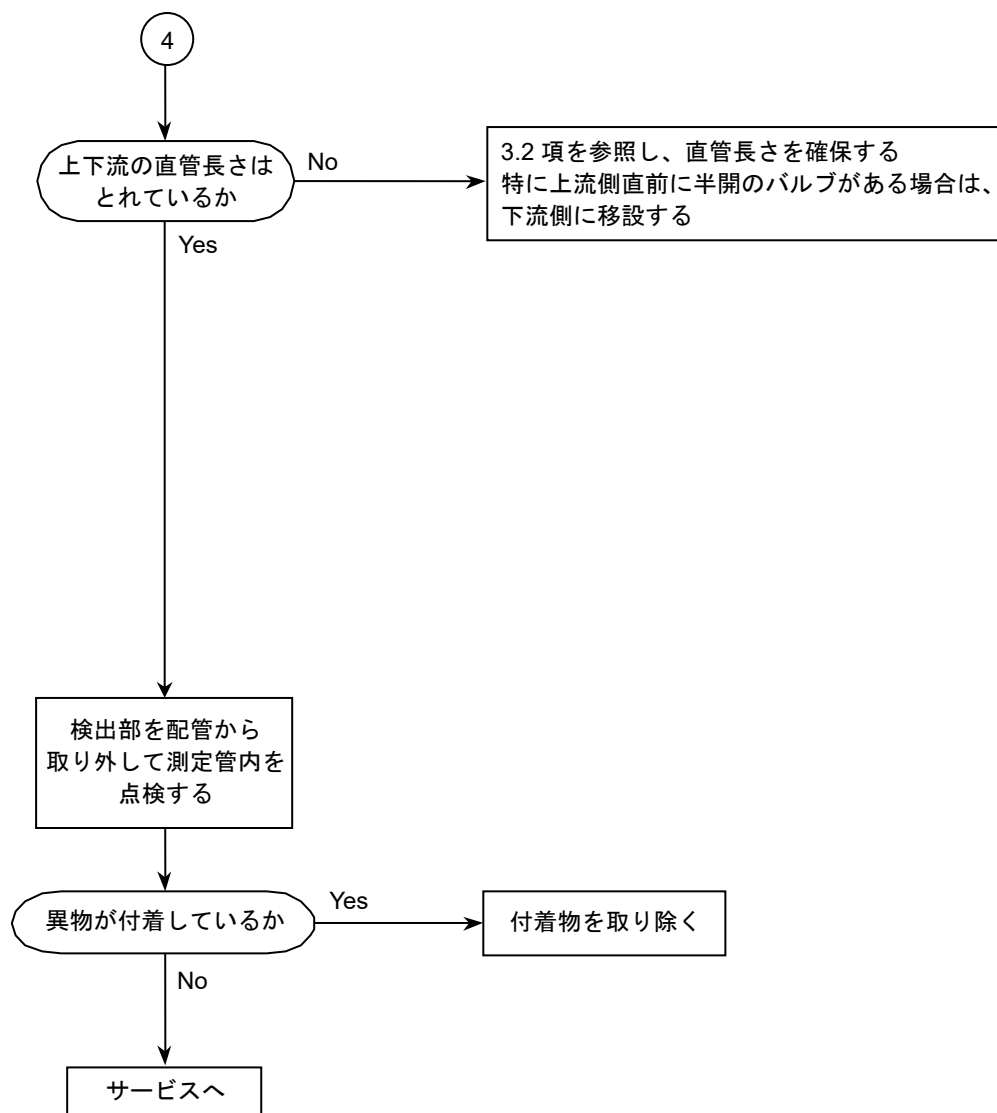 4
上下流の直管長さは
とれているか
No
3.2 項を参照し、直管長さを確保する
特に上流側直前に半開のバルブがある場合は、
下流側に移設する
Yes
検出部を配管から
取り外して測定管内を
点検する
異物が付着しているか
Yes
付着物を取り除く
No
サービスへ